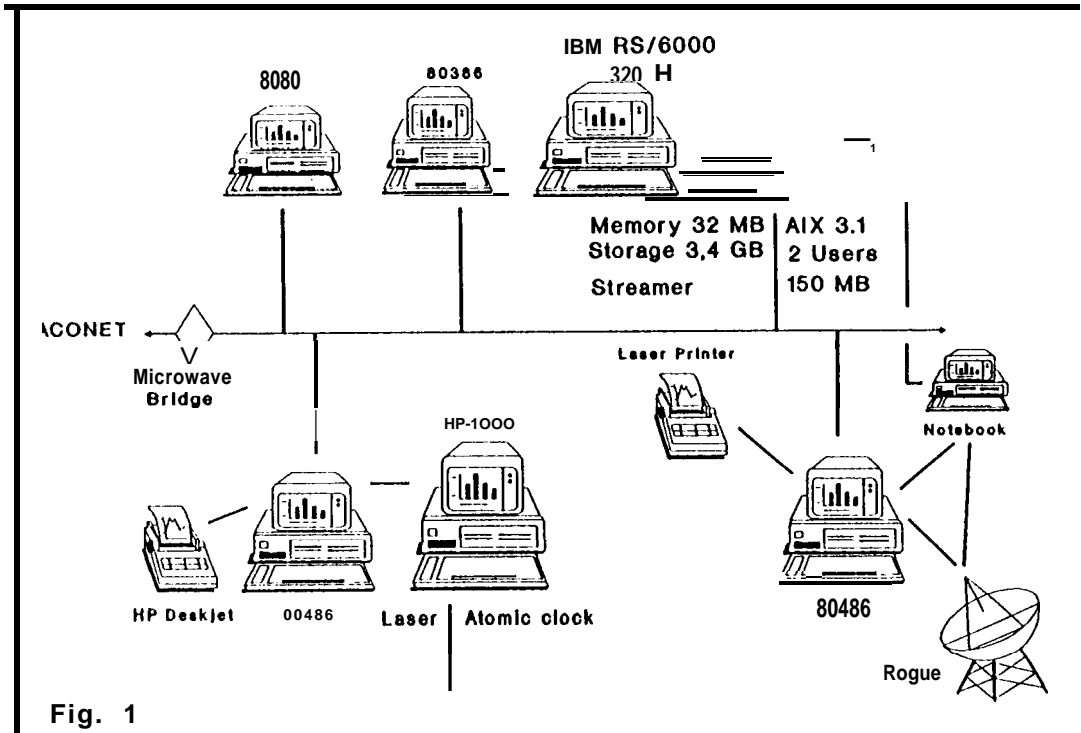 IBM RS/6000
320 H
8080
80386
1
Memory 32 MB
Storage 3,4 GB
Streamer
AIX 3.1
2 Users
150 MB
ACONET
Microwave
Bridge
Laser Printer
Notebook
HP-1OOO
HP Deskjet
00486
Laser
Atomic clock
80486
Rogue
Fig. 1